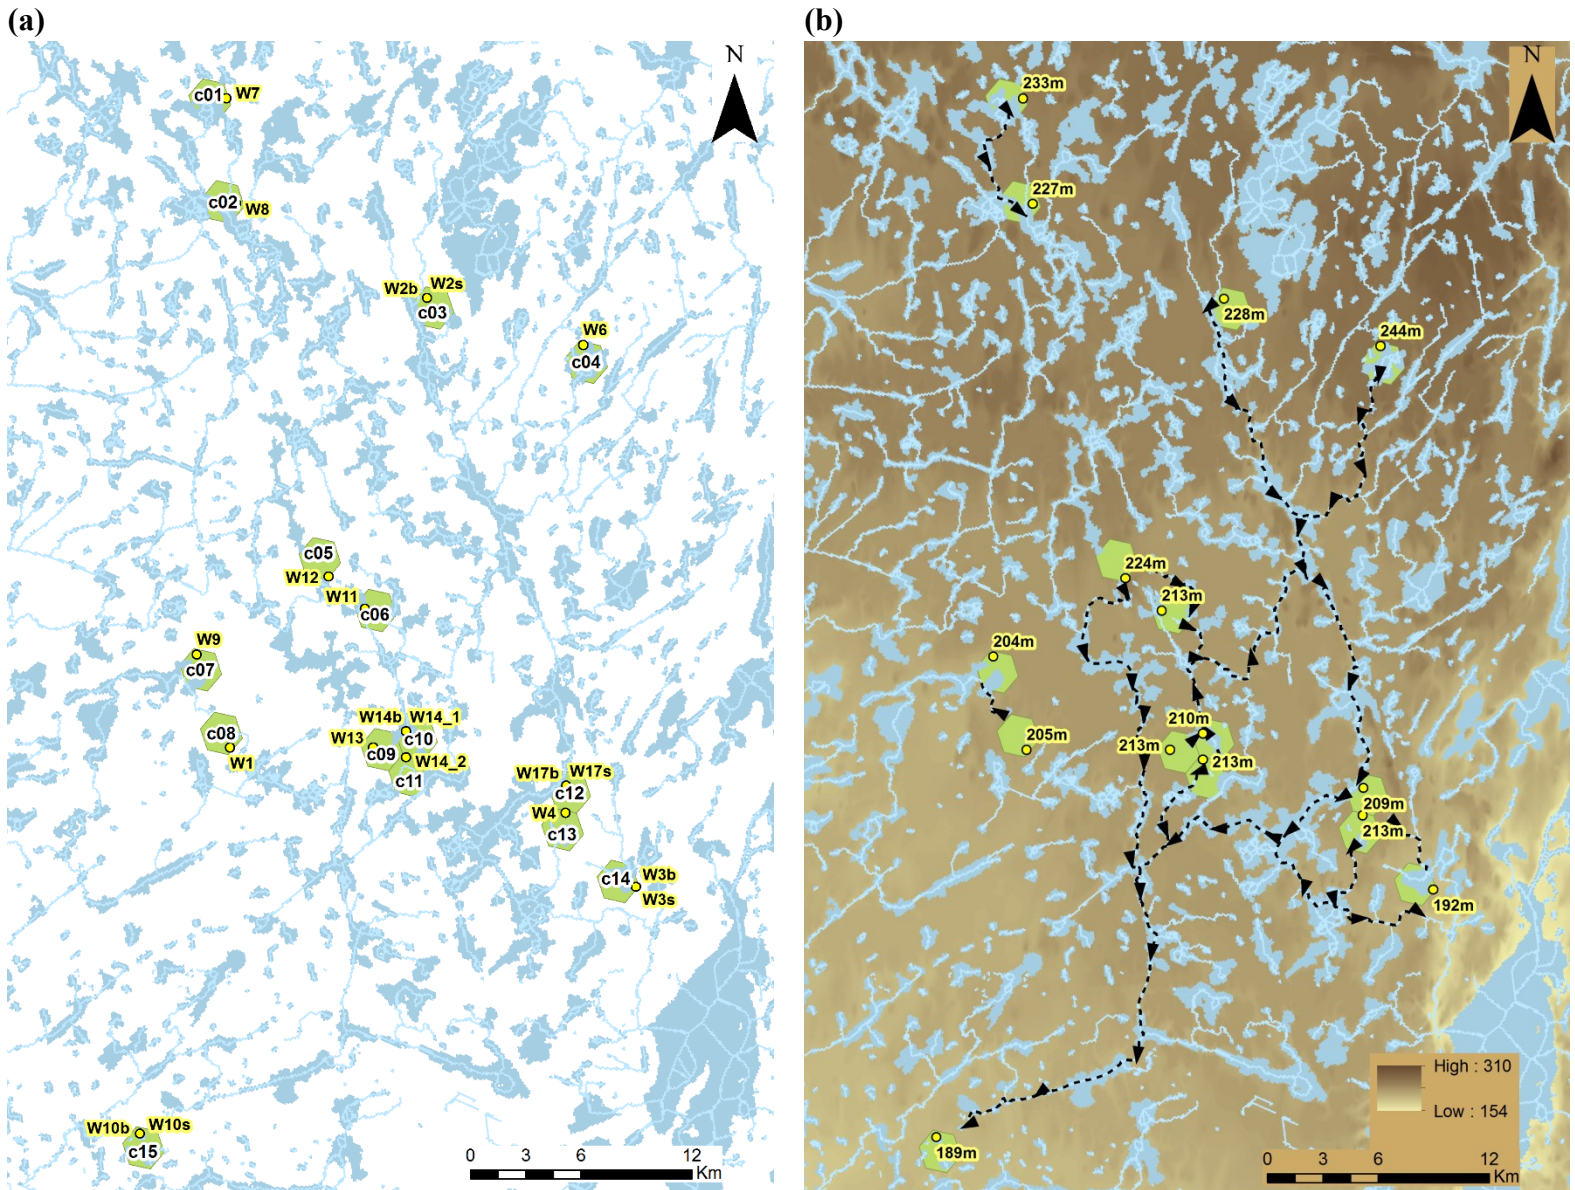 (a)
(b)
N
c01
W7
c02
W8
W2b
W2s
c03
W6
c04
c05
W12
W11
c06
W9
c07
c08
W1
W14b
W14_1
W13
c10
c09
W14_2
c11
W17b
W17s
c12
W4
c13
c14
W3b
W3s
W10b
W10s
c15
0 3 6 12
Km
N
233m
227m
228m
244m
224m
213m
204m
205m
210m
213m
213m
209m
213m
192m
189m
High : 310
Low : 154
0 3 6 12
Km